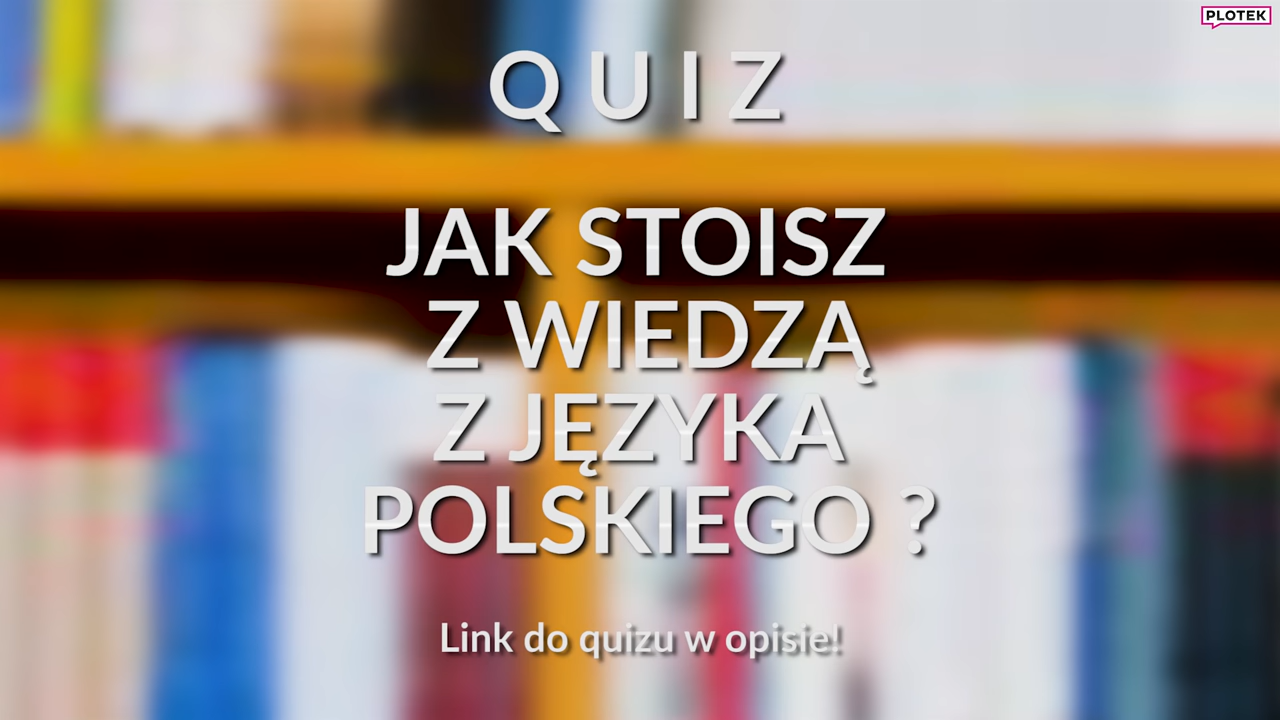 PLOTEK
QUIZ
JAK STOISZ
Z WIEDZĄ
Z JĘZYKA
POLSKIEGO ?
Link do quizu w opisie!